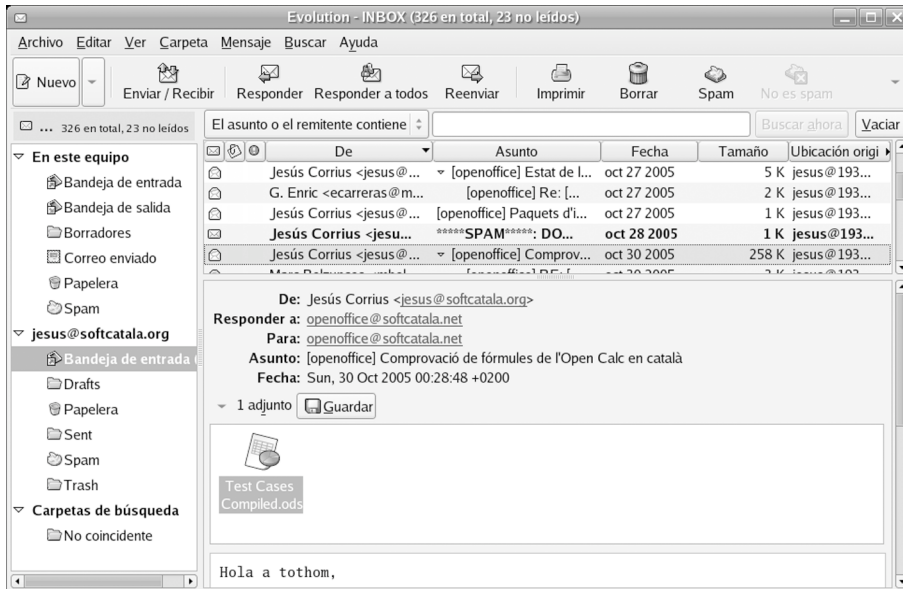 Evolution - INBOX (326 en total, 23 no leídos)
Archivo Editar Ver Carpeta Mensaje Buscar Ayuda
Nuevo Enviar / Recibir Responder Responder a todos Reenviar Imprimir Borrar Spam No es spam
... 326 en total, 23 no leídos
El asunto o el remitente contiene Buscar ahora Vaciar
De Asunto Fecha Tamaño Ubicación origi
Jesús Corrius <jesus@... [openoffice] Estat de l... oct 27 2005 5 K jesus@193...
G. Enric <ecarreras@m... [openoffice] Re: [... oct 27 2005 2 K jesus@193...
Jesús Corrius <jesus@... [openoffice] Paquets d'i... oct 27 2005 1 K jesus@193...
Jesús Corrius <jesu... *****SPAM*****: DO... oct 28 2005 1 K jesus@193...
Jesús Corrius <jesus@... [openoffice] Comprov... oct 30 2005 258 K jesus@193...
En este equipo
Bandeja de entrada
Bandeja de salida
Borradores
Correo enviado
Papelera
Spam
jesus@softcatala.org
Bandeja de entrada (
Drafts
Papelera
Sent
Spam
Trash
Carpetas de búsqueda
No coincidente
De: Jesús Corrius <jesus@softcatala.org>
Responder a: openoffice@softcatala.net
Para: openoffice@softcatala.net
Asunto: [openoffice] Comprovació de fórmules de l'Open Calc en català
Fecha: Sun, 30 Oct 2005 00:28:48 +0200
1 adjunto Guardar
Test Cases
Compiled.ods
Hola a tothom,